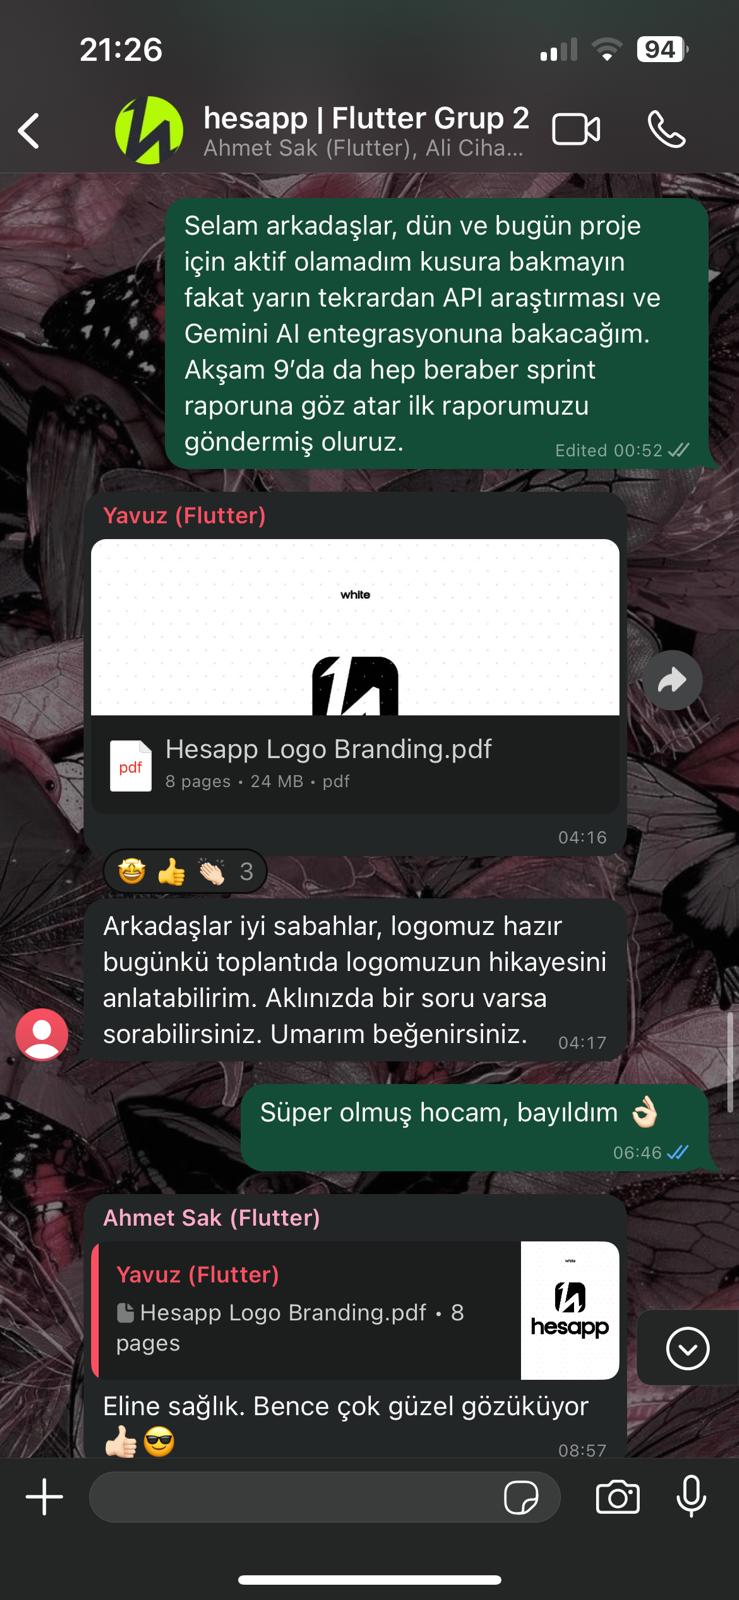 21:26
94
hesapp | Flutter Grup 2
Ahmet Sak (Flutter), Ali Ciha...
Selam arkadaşlar, dün ve bugün proje
için aktif olamadım kusura bakmayın
fakat yarın tekrardan API araştırması ve
Gemini AI entegrasyonuna bakacağım.
Akşam 9'da da hep beraber sprint
raporuna göz atar ilk raporumuzu
göndermiş oluruz.
Edited 00:52
Yavuz (Flutter)
white
pdf
Hesapp Logo Branding.pdf
8 pages • 24 MB • pdf
04:16
🤩 👍 👏🏻 3
Arkadaşlar iyi sabahlar, logomuz hazır
bugünkü toplantıda logomuzun hikayesini
anlatabilirim. Aklınızda bir soru varsa
sorabilirsiniz. Umarım beğenirsiniz.
04:17
Süper olmuş hocam, bayıldım 👌🏻
06:46
Ahmet Sak (Flutter)
Yavuz (Flutter)
Hesapp Logo Branding.pdf • 8
pages
white
hesapp
Eline sağlık. Bence çok güzel gözüküyor
👍🏻😎
08:57